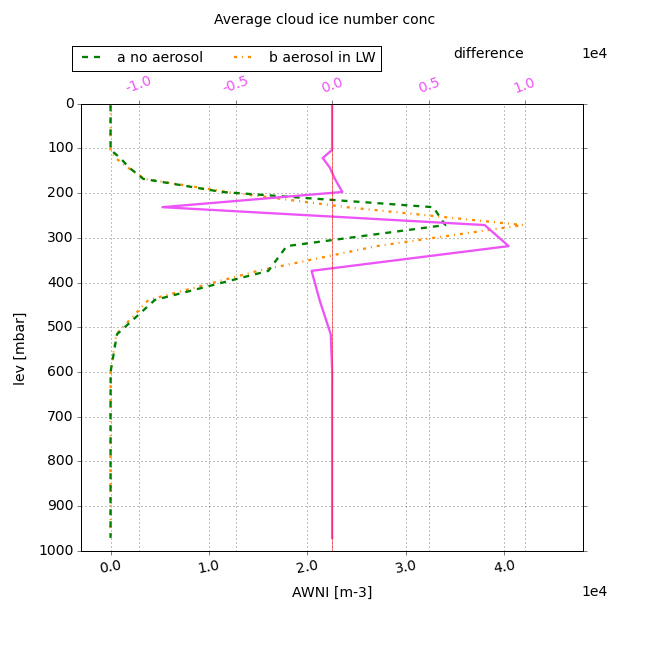 Average cloud ice number conc
a no aerosol b aerosol in LW difference 1e4
-1.0 -0.5 0.0 0.5 1.0
0
100
200
300
400
500
600
700
800
900
1000
lev [mbar]
0.0 1.0 2.0 3.0 4.0
AWNI [m-3] 1e4